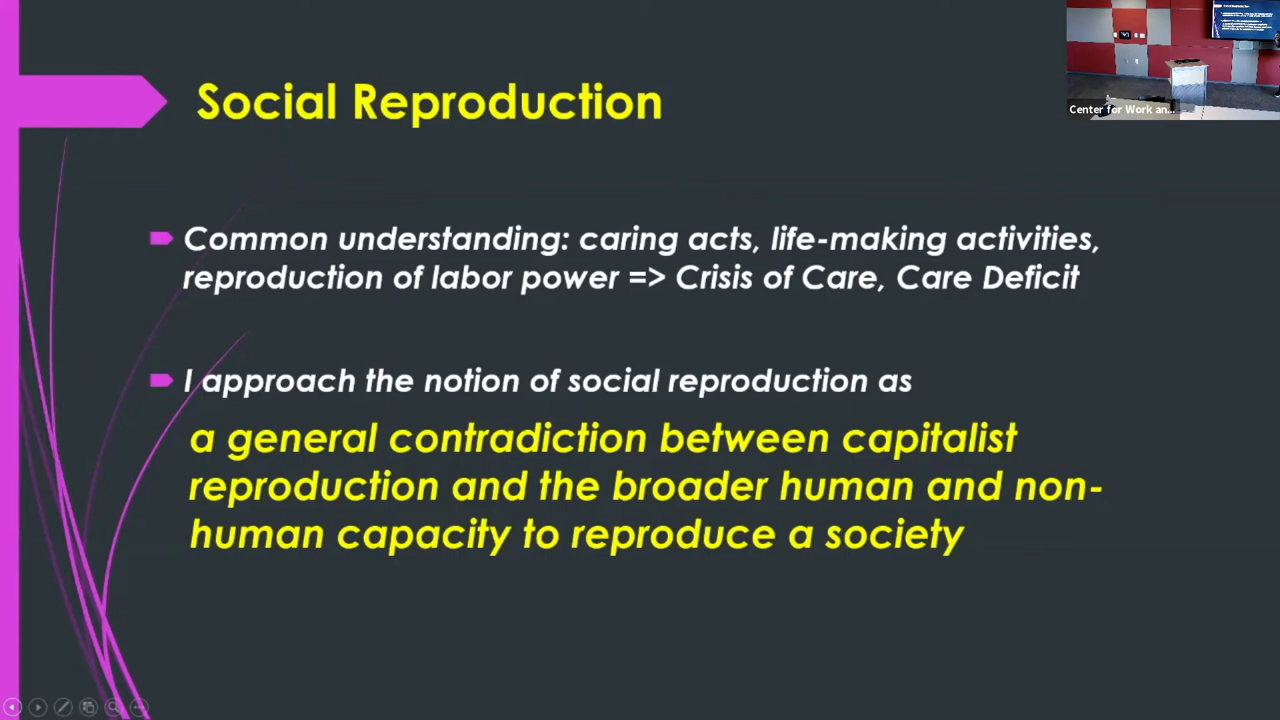 Social Reproduction
Center for Work an...
Common understanding: caring acts, life-making activities,
reproduction of labor power => Crisis of Care, Care Deficit
I approach the notion of social reproduction as
a general contradiction between capitalist
reproduction and the broader human and non-
human capacity to reproduce a society